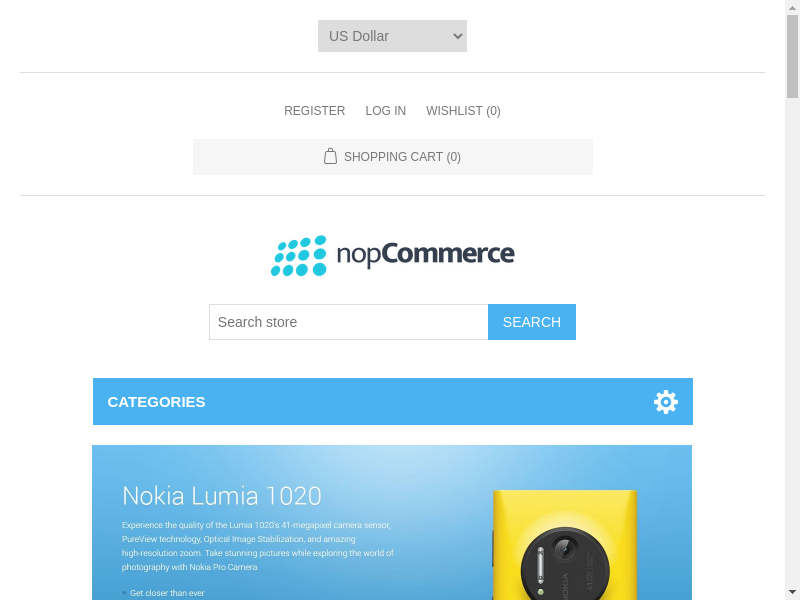 US Dollar
REGISTER LOG IN WISHLIST (0)
SHOPPING CART (0)
nopCommerce
Search store SEARCH
CATEGORIES
Nokia Lumia 1020
Experience the quality of the Lumia 1020's 41-megapixel camera sensor,
PureView technology, Optical Image Stabilization, and amazing
high-resolution zoom. Take stunning pictures while exploring the world of
photography with Nokia Pro Camera.
Get closer than ever
NOKIA